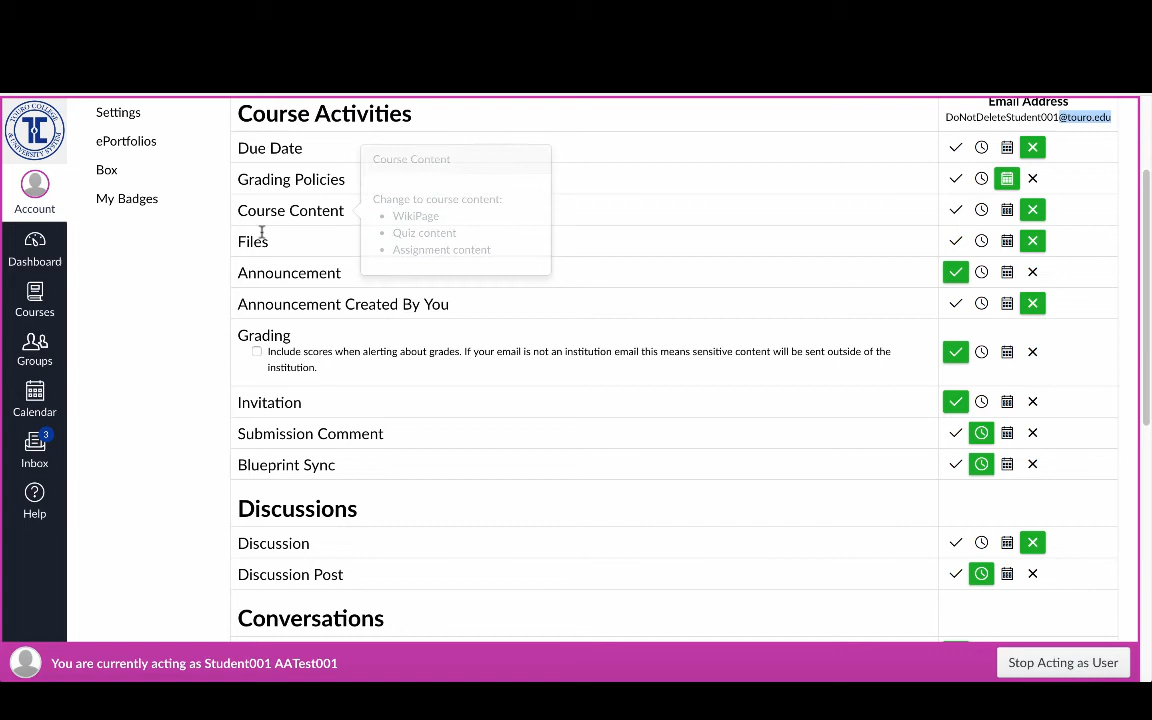 Settings
ePortfolios
Box
My Badges
Account
Dashboard
Courses
Groups
Calendar
3
Inbox
Help
Course Activities
Email Address
DoNotDeleteStudent001@touro.edu
Due Date
Grading Policies
Course Content
Files
Course Content
Change to course content:
WikiPage
Quiz content
Assignment content
Announcement
Announcement Created By You
Grading
Include scores when alerting about grades. If your email is not an institution email this means sensitive content will be sent outside of the
institution.
Invitation
Submission Comment
Blueprint Sync
Discussions
Discussion
Discussion Post
Conversations
You are currently acting as Student001 AATest001
Stop Acting as User